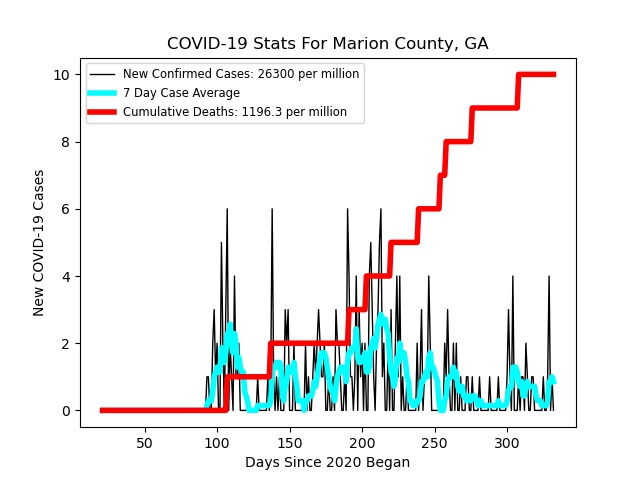 COVID-19 Stats For Marion County, GA
New Confirmed Cases: 26300 per million
7 Day Case Average
Cumulative Deaths: 1196.3 per million
New COVID-19 Cases
10
8
6
4
2
0
50 100 150 200 250 300
Days Since 2020 Began